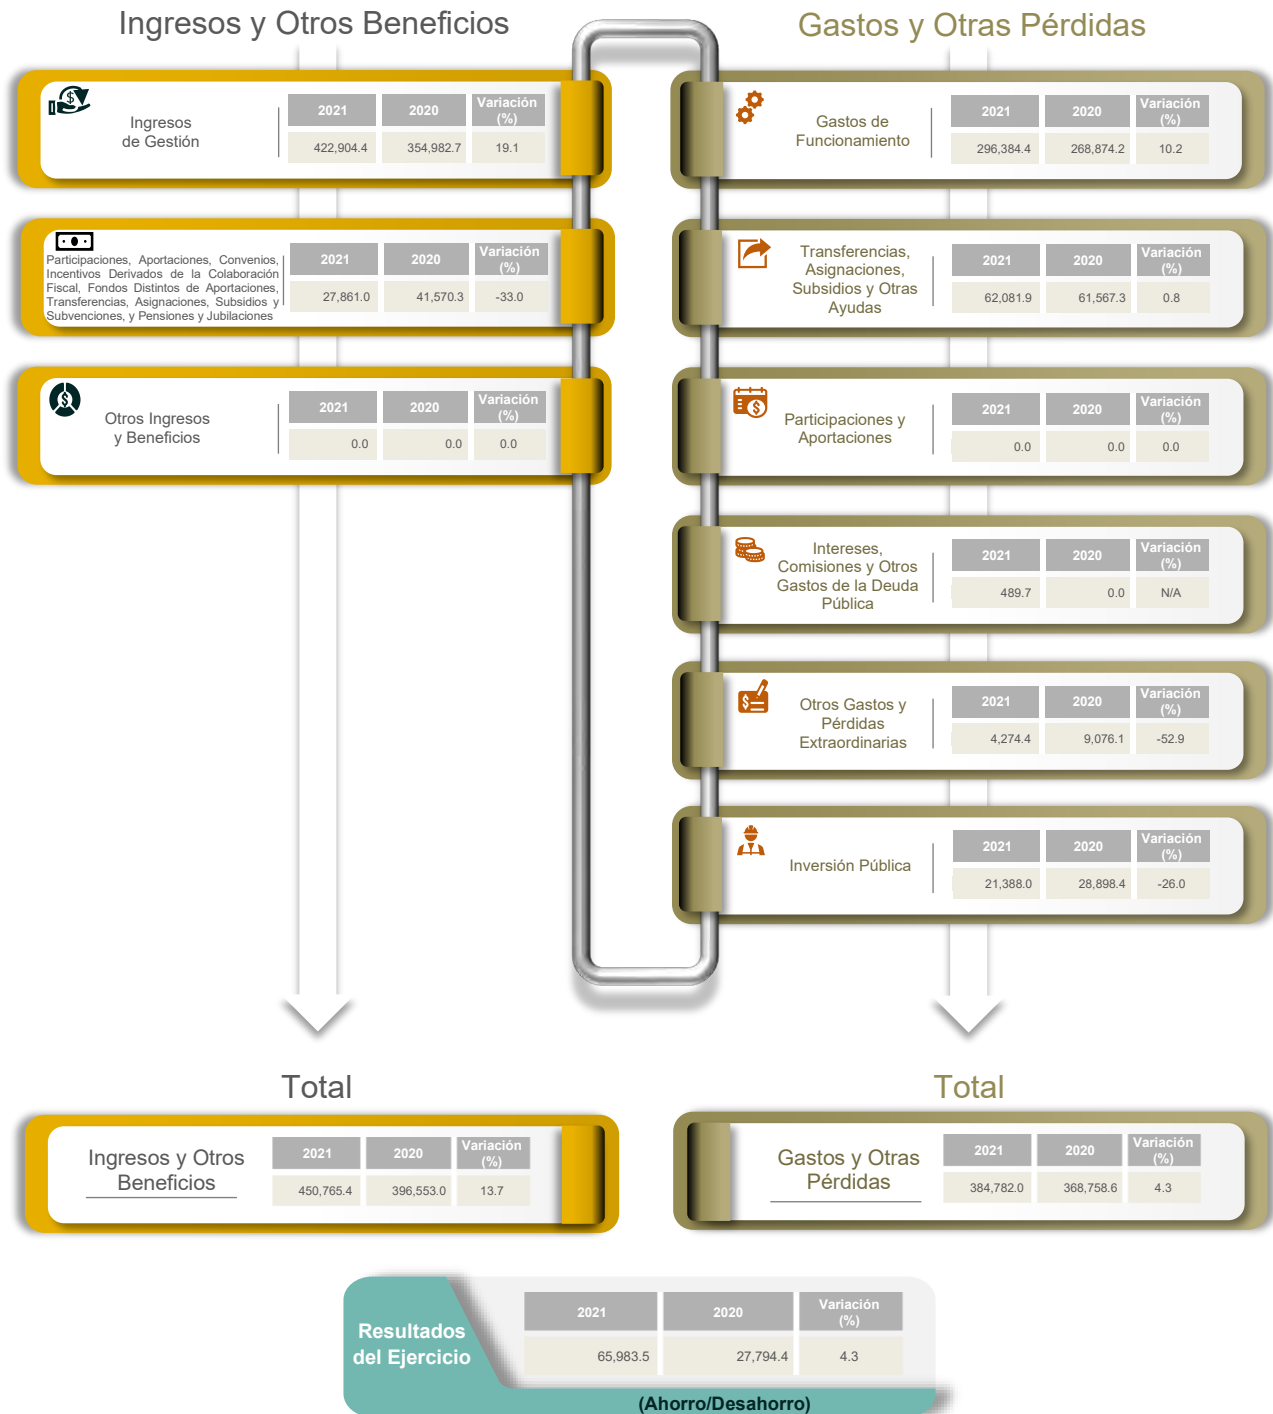 Ingresos y Otros Beneficios
Ingresos
de Gestión
2021 2020 Variación (%)
422,904.4 354,982.7 19.1
Participaciones, Aportaciones, Convenios,
Incentivos Derivados de la Colaboración
Fiscal, Fondos Distintos de Aportaciones,
Transferencias, Asignaciones, Subsidios y
Subvenciones, y Pensiones y Jubilaciones
2021 2020 Variación (%)
27,861.0 41,570.3 -33.0
Otros Ingresos
y Beneficios
2021 2020 Variación (%)
0.0 0.0 0.0
Gastos y Otras Pérdidas
Gastos de
Funcionamiento
2021 2020 Variación (%)
296,384.4 268,874.2 10.2
Transferencias,
Asignaciones,
Subsidios y Otras
Ayudas
2021 2020 Variación (%)
62,081.9 61,567.3 0.8
Participaciones y
Aportaciones
2021 2020 Variación (%)
0.0 0.0 0.0
Intereses,
Comisiones y Otros
Gastos de la Deuda
Pública
2021 2020 Variación (%)
489.7 0.0 N/A
Otros Gastos y
Pérdidas
Extraordinarias
2021 2020 Variación (%)
4,274.4 9,076.1 -52.9
Inversión Pública
2021 2020 Variación (%)
21,388.0 28,898.4 -26.0
Total
Ingresos y Otros
Beneficios
2021 2020 Variación (%)
450,765.4 396,553.0 13.7
Total
Gastos y Otras
Pérdidas
2021 2020 Variación (%)
384,782.0 368,758.6 4.3
Resultados
del Ejercicio
2021 2020 Variación (%)
65,983.5 27,794.4 4.3
(Ahorro/Desahorro)